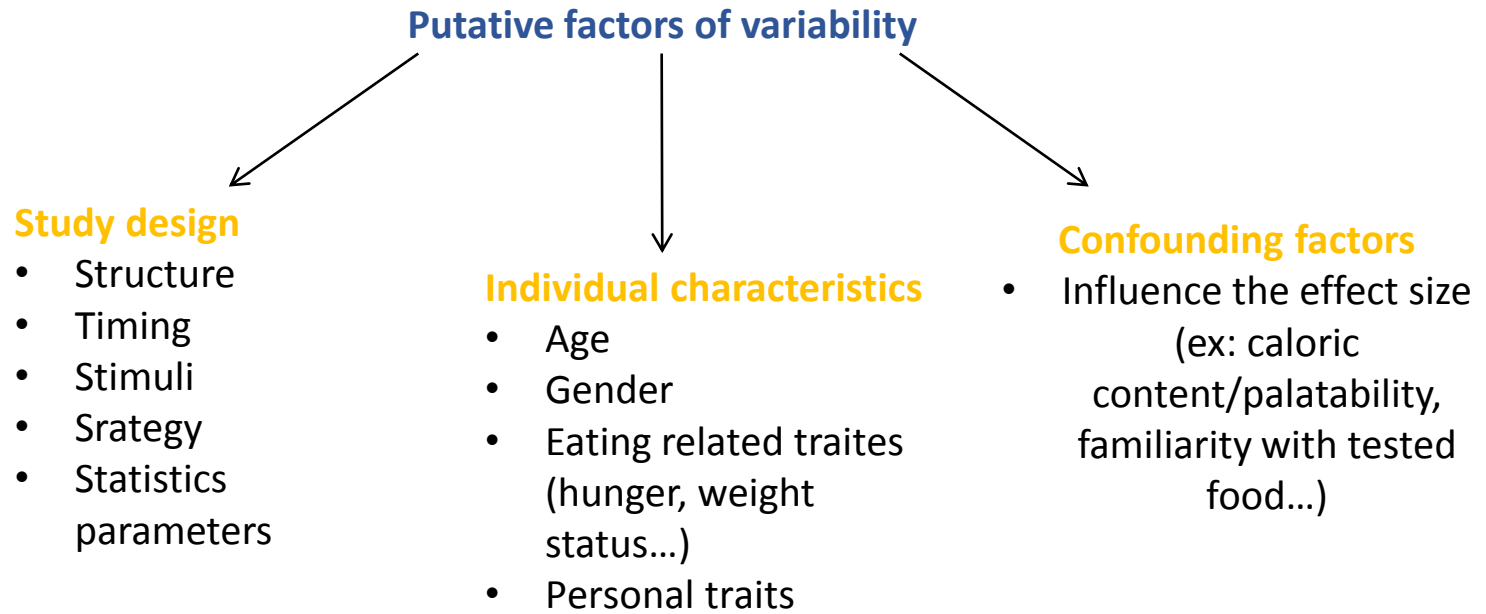 Putative factors of variability
Study design
• Structure
• Timing
• Stimuli
• Srategy
• Statistics
parameters
Individual characteristics
• Age
• Gender
• Eating related traites
(hunger, weight
status...)
• Personal traits
Confounding factors
• Influence the effect size
(ex: caloric
content/palatability,
familiarity with tested
food...)